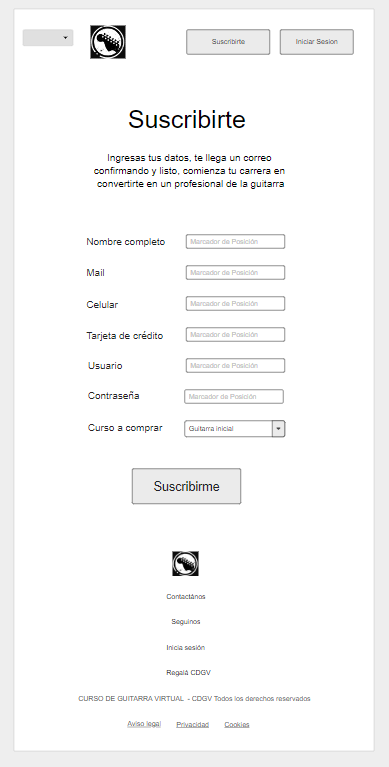 Suscribirte
Iniciar Sesion
Suscribirte
Ingresas tus datos, te llega un correo
confirmando y listo, comienza tu carrera en
convertirte en un profesional de la guitarra
Nombre completo
Marcador de Posición
Mail
Marcador de Posición
Celular
Marcador de Posición
Tarjeta de crédito
Marcador de Posición
Usuario
Marcador de Posición
Contraseña
Marcador de Posición
Curso a comprar
Guitarra inicial
Suscribirme
Contactános
Seguinos
Inicia sesión
Regalá CDGV
CURSO DE GUITARRA VIRTUAL - CDGV Todos los derechos reservados
Aviso legal
Privacidad
Cookies